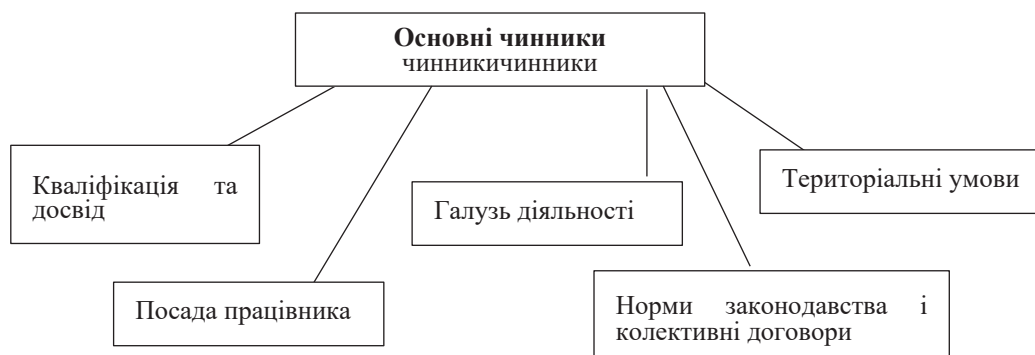 Основні чинники
чинникичинники
Кваліфікація та
досвід
Територіальні умови
Галузь діяльності
Посада працівника
Норми законодавства і
колективні договори